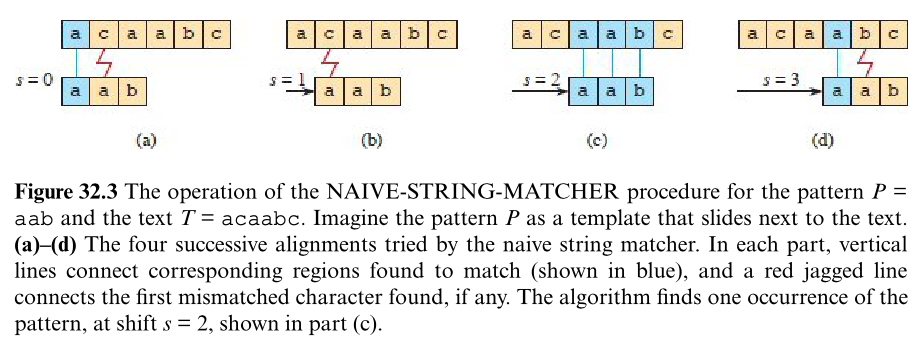 a c a a b c
s = 0
a a b
(a)
a c a a b c
s = 1
a a b
(b)
a c a a b c
s = 2
a a b
(c)
a c a a b c
s = 3
a a b
(d)
Figure 32.3 The operation of the NAIVE-STRING-MATCHER procedure for the pattern P =
aab and the text T = acaabc. Imagine the pattern P as a template that slides next to the text.
(a)–(d) The four successive alignments tried by the naive string matcher. In each part, vertical
lines connect corresponding regions found to match (shown in blue), and a red jagged line
connects the first mismatched character found, if any. The algorithm finds one occurrence of the
pattern, at shift s = 2, shown in part (c).